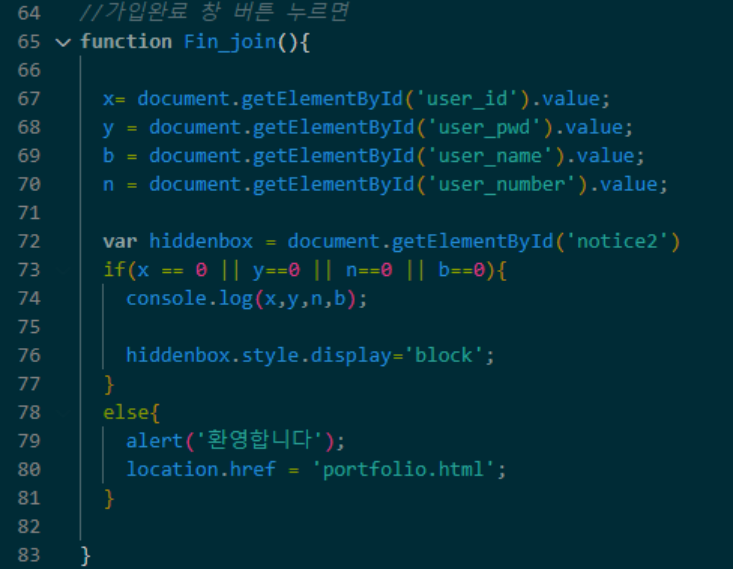 64 //가입완료 창 버튼 누르면
65 function Fin_join(){
66
67 x= document.getElementById('user_id').value;
68 y = document.getElementById('user_pwd').value;
69 b = document.getElementById('user_name').value;
70 n = document.getElementById('user_number').value;
71
72 var hiddenbox = document.getElementById('notice2')
73 if(x == 0 || y==0 || n==0 || b==0){
74 console.log(x,y,n,b);
75
76 hiddenbox.style.display='block';
77 }
78 else{
79 alert('환영합니다');
80 location.href = 'portfolio.html';
81 }
82
83 }